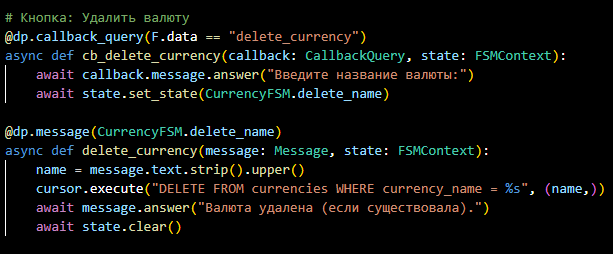 # Кнопка: Удалить валюту
@dp.callback_query(F.data == "delete_currency")
async def cb_delete_currency(callback: CallbackQuery, state: FSMContext):
    await callback.message.answer("Введите название валюты:")
    await state.set_state(CurrencyFSM.delete_name)

@dp.message(CurrencyFSM.delete_name)
async def delete_currency(message: Message, state: FSMContext):
    name = message.text.strip().upper()
    cursor.execute("DELETE FROM currencies WHERE currency_name = %s", (name,))
    await message.answer("Валюта удалена (если существовала).")
    await state.clear()